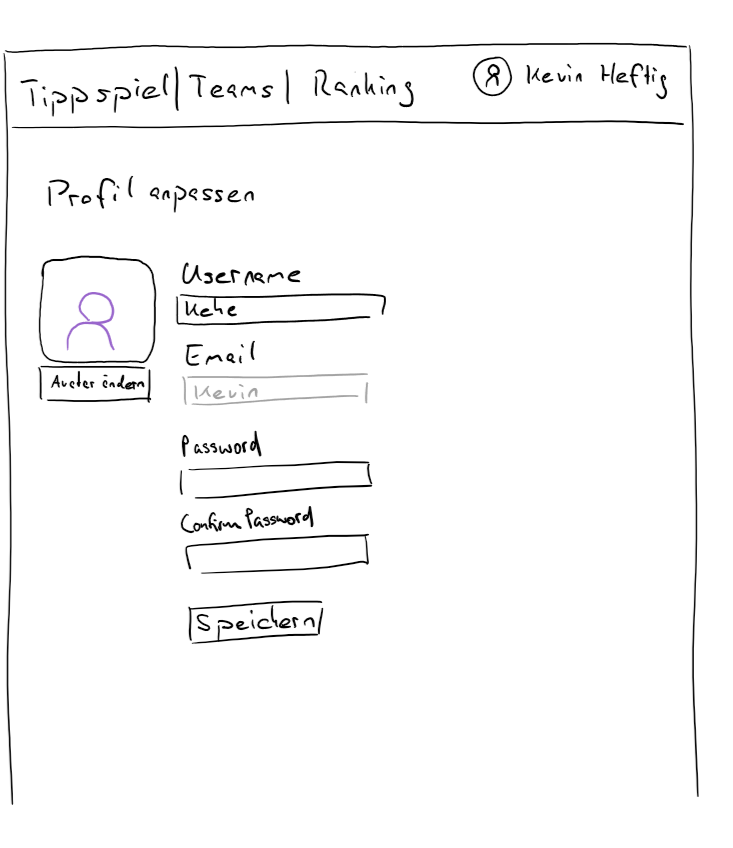 Tippspiel | Teams | Ranking Kevin Heftig
Profil anpassen
Username
Kehe
Email
Kevin
Avatar ändern
Password
Confirm Password
Speichern